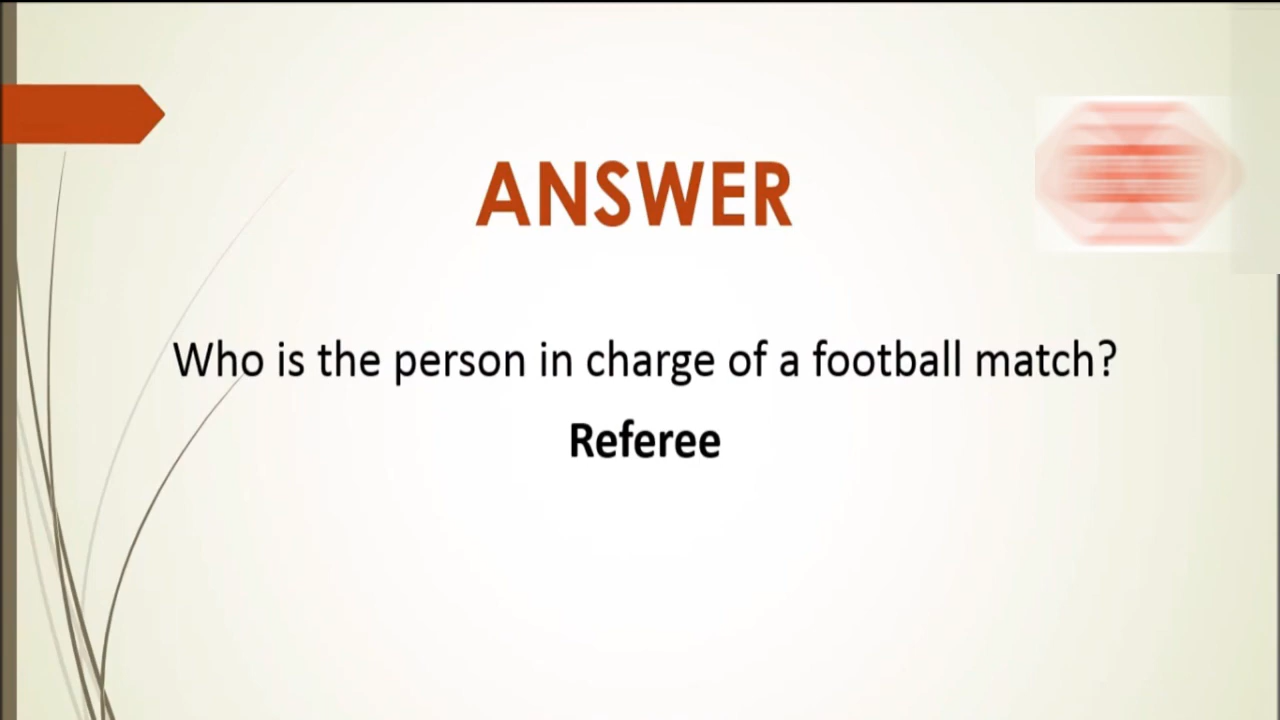 ANSWER
Who is the person in charge of a football match?
Referee